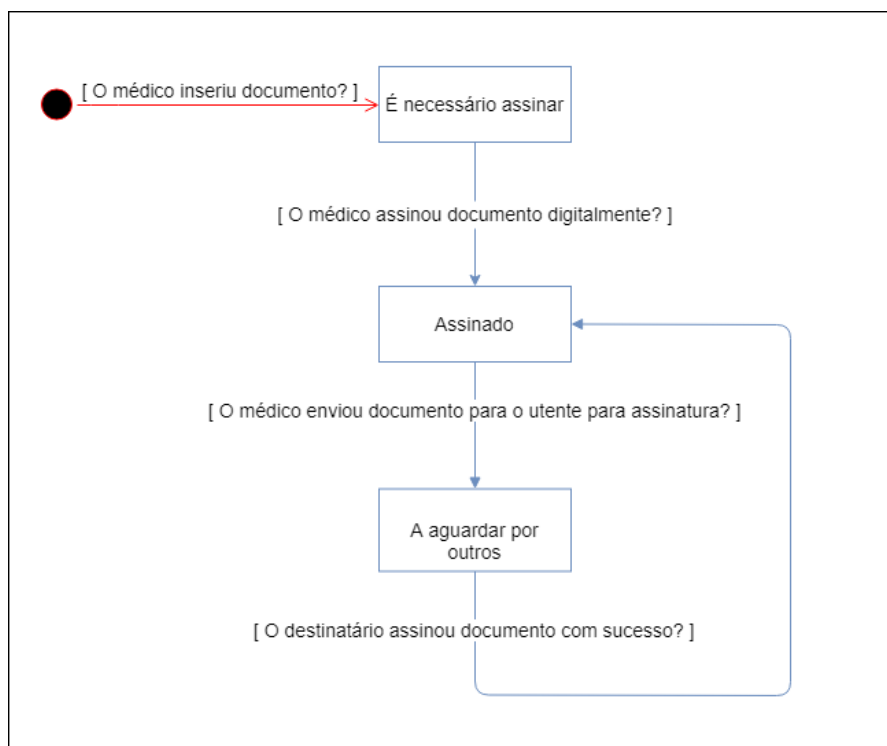 [ O médico inseriu documento? ]
É necessário assinar
[ O médico assinou documento digitalmente? ]
Assinado
[ O médico enviou documento para o utente para assinatura? ]
A aguardar por
outros
[ O destinatário assinou documento com sucesso? ]